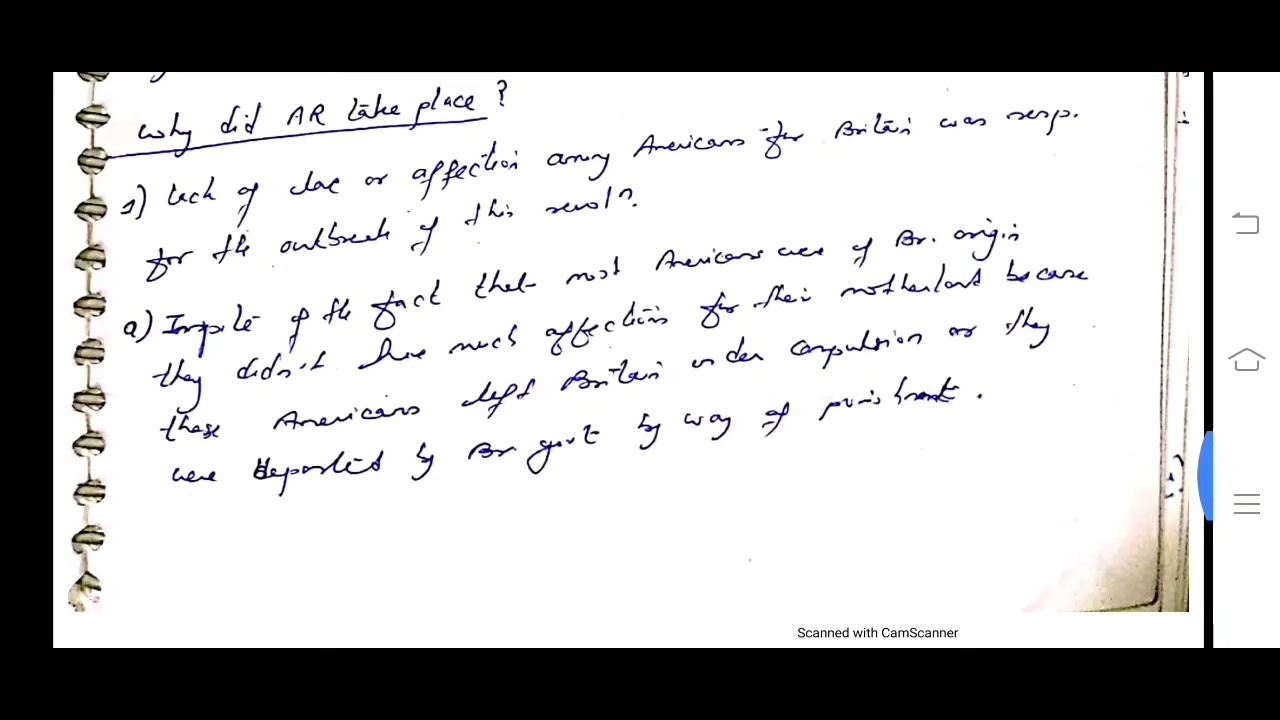 why did AR take place ?
1) Lack of love or affection among Americans for Britain was resp.
for the outbreak of this revoln.
a) Inspite of the fact that most Americans were of Br. origin
they didn't have much affection for their motherland because
these Americans left Britain under compulsion or they
were deported by Br govt by way of punishment.
Scanned with CamScanner